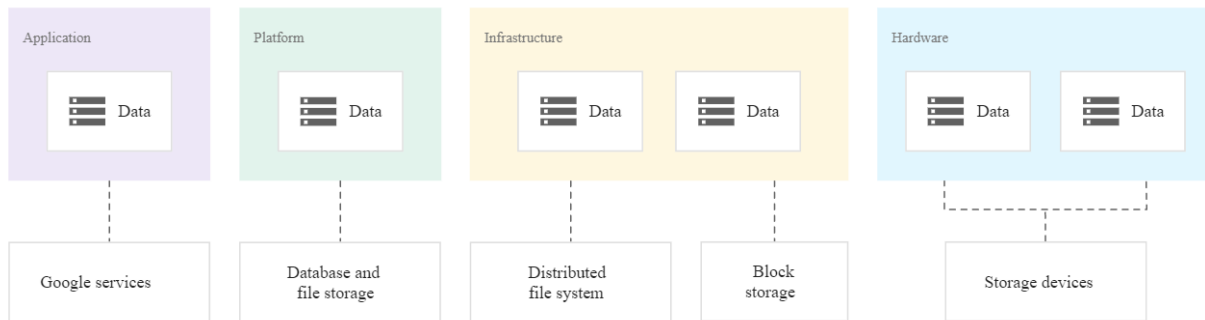 Application
Platform
Infrastructure
Hardware
Data
Data
Data
Data
Data
Data
Google services
Database and
file storage
Distributed
file system
Block
storage
Storage devices